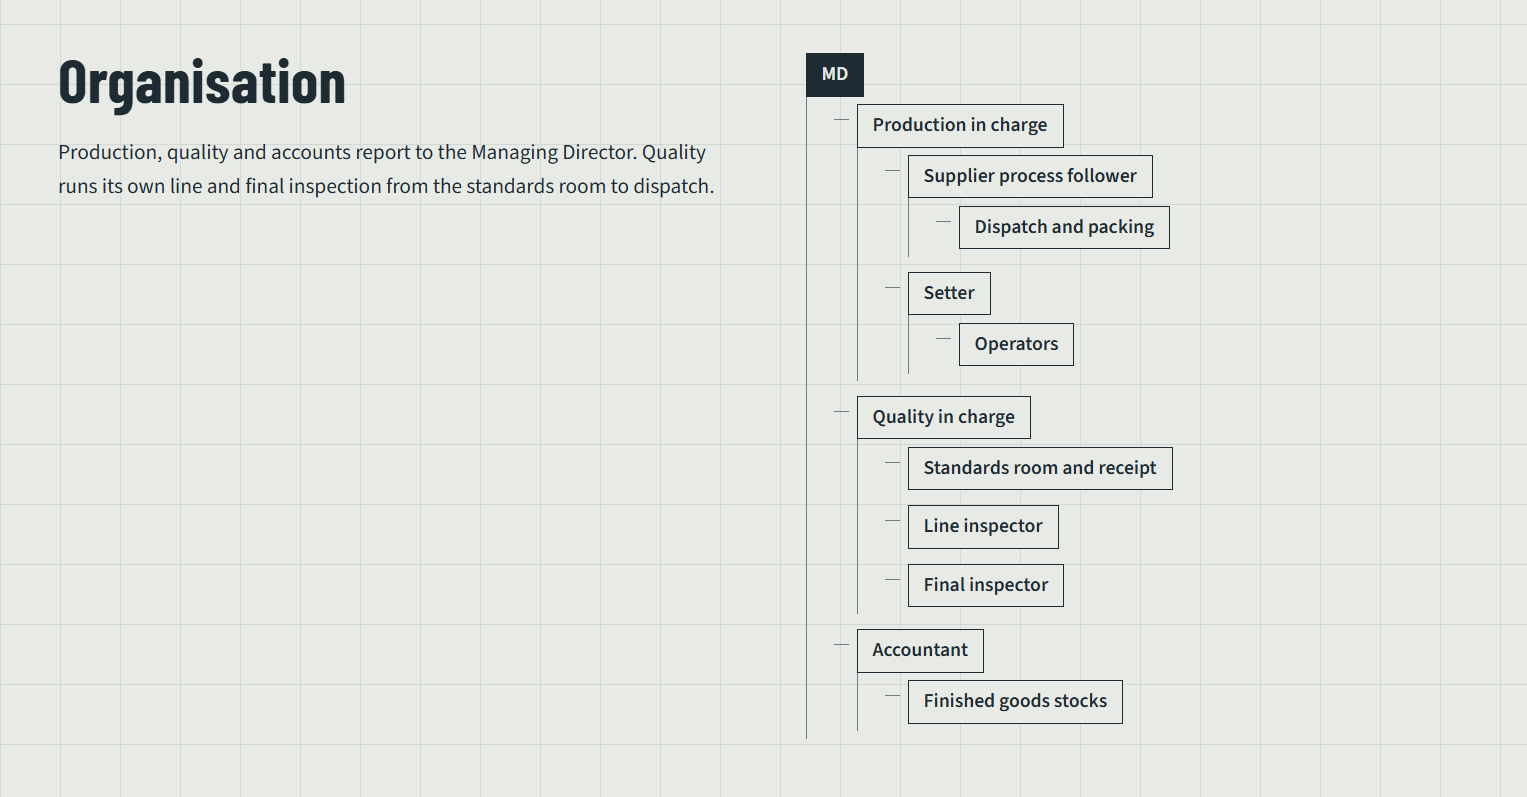 Organisation
Production, quality and accounts report to the Managing Director. Quality
runs its own line and final inspection from the standards room to dispatch.
MD
Production in charge
Supplier process follower
Dispatch and packing
Setter
Operators
Quality in charge
Standards room and receipt
Line inspector
Final inspector
Accountant
Finished goods stocks